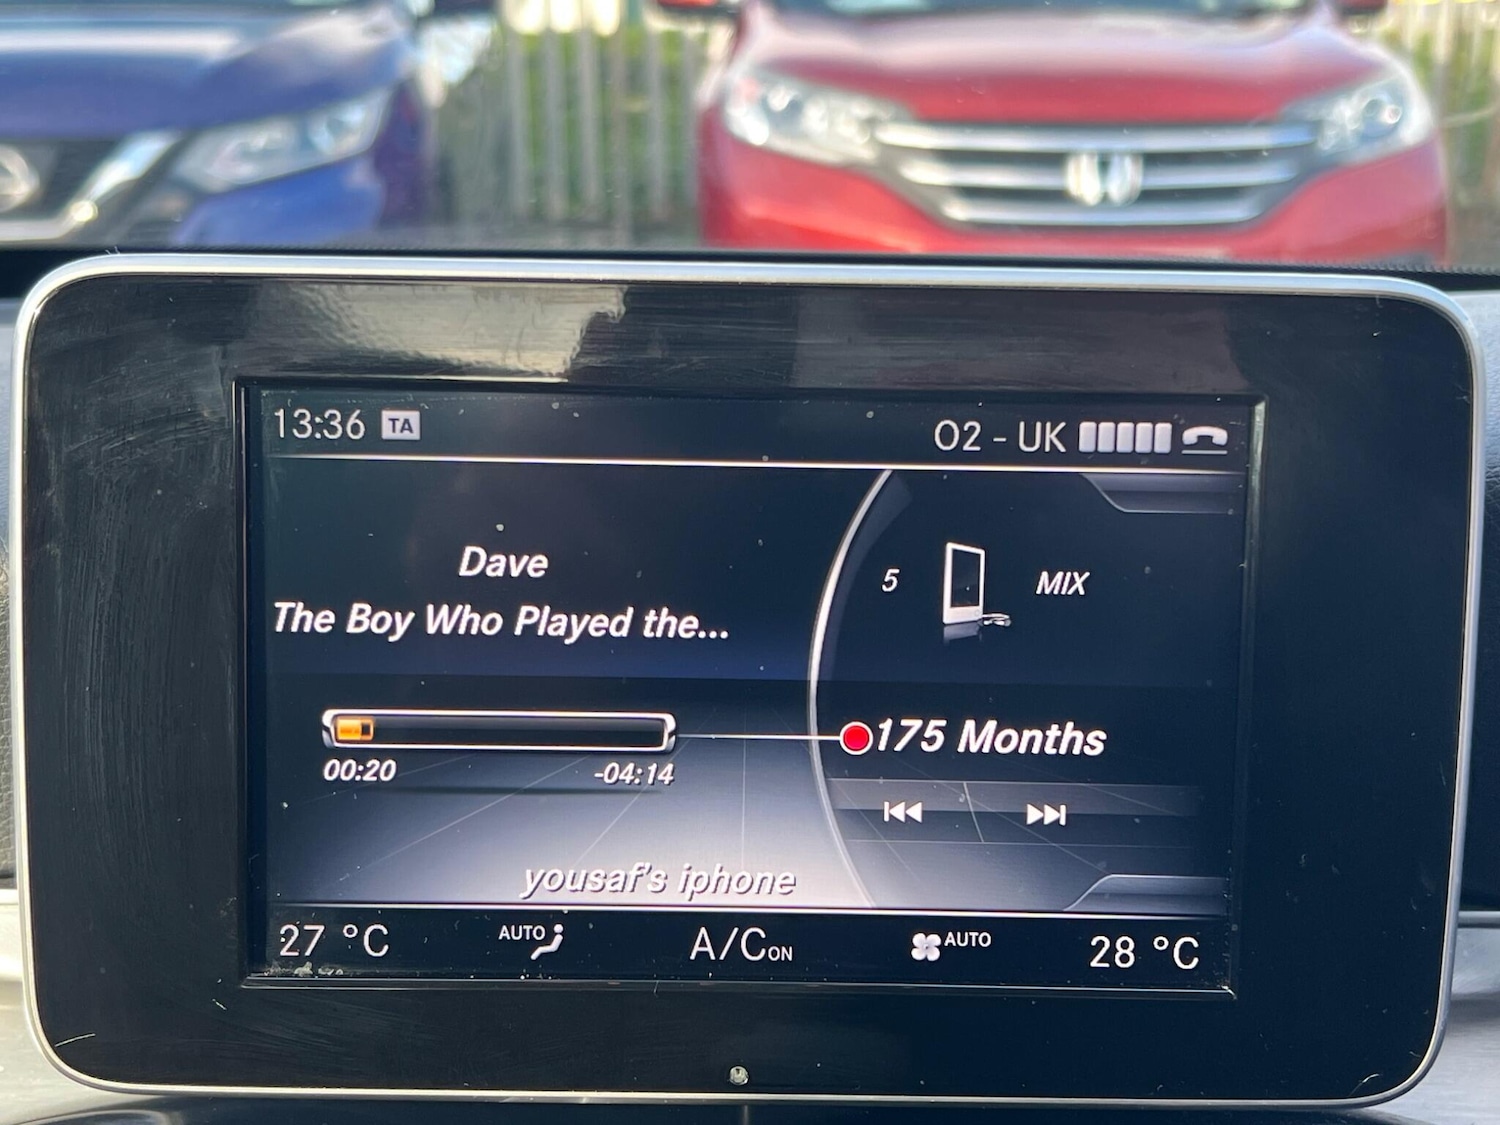 13:36 TA O2 - UK
Dave
The Boy Who Played the...
5 MIX
175 Months
00:20 -04:14
yousaf's iphone
27 °C AUTO A/C ON AUTO 28 °C